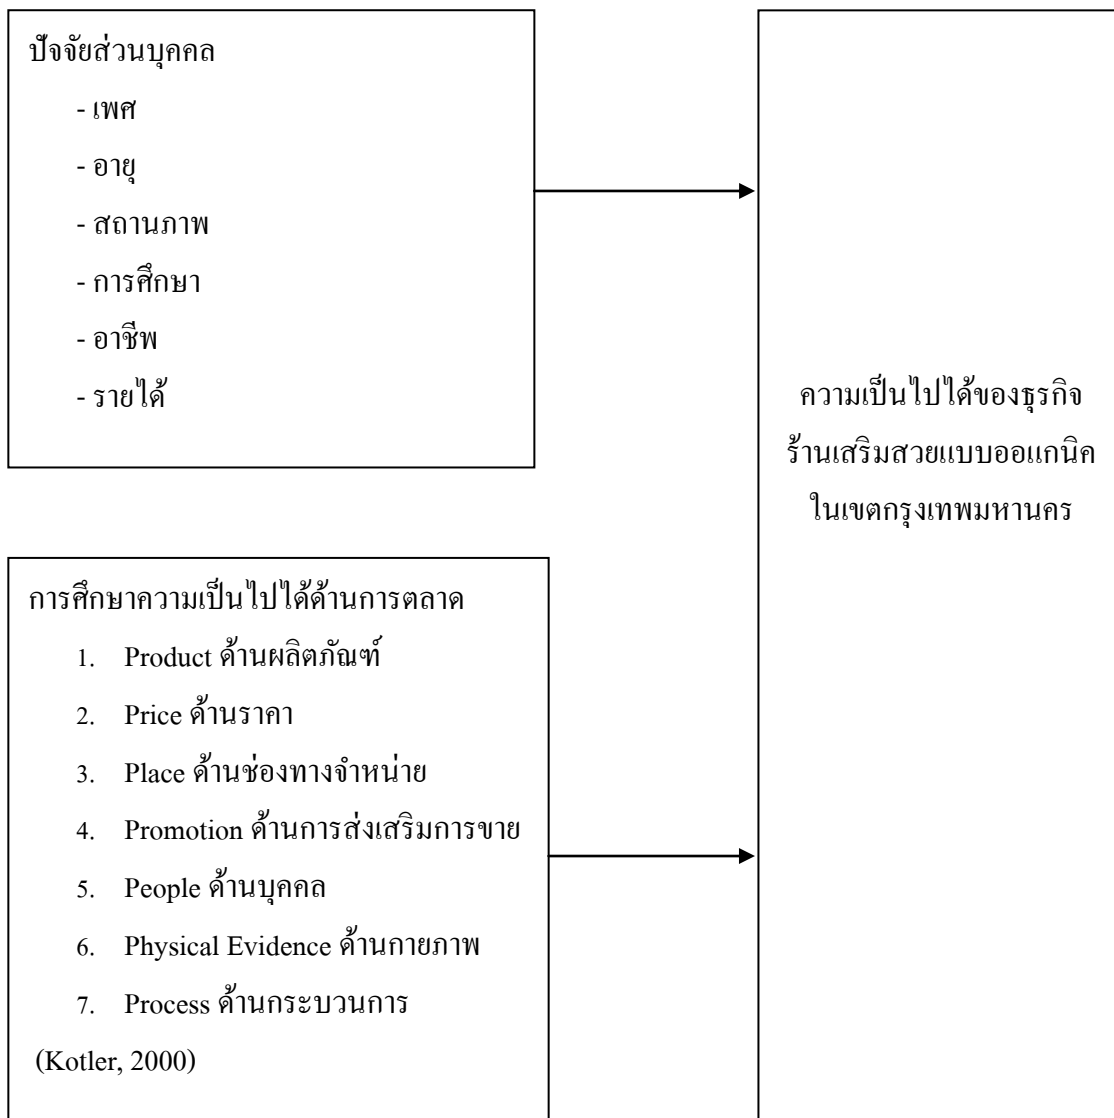 ปัจจัยส่วนบุคคล
- เพศ
- อายุ
- สถานภาพ
- การศึกษา
- อาชีพ
- รายได้
ความเป็นไปได้ของธุรกิจ
ร้านเสริมสวยแบบออแกนิค
ในเขตกรุงเทพมหานคร
การศึกษาความเป็นไปได้ด้านการตลาด
1. Product ด้านผลิตภัณฑ์
2. Price ด้านราคา
3. Place ด้านช่องทางจำหน่าย
4. Promotion ด้านการส่งเสริมการขาย
5. People ด้านบุคคล
6. Physical Evidence ด้านกายภาพ
7. Process ด้านกระบวนการ
(Kotler, 2000)